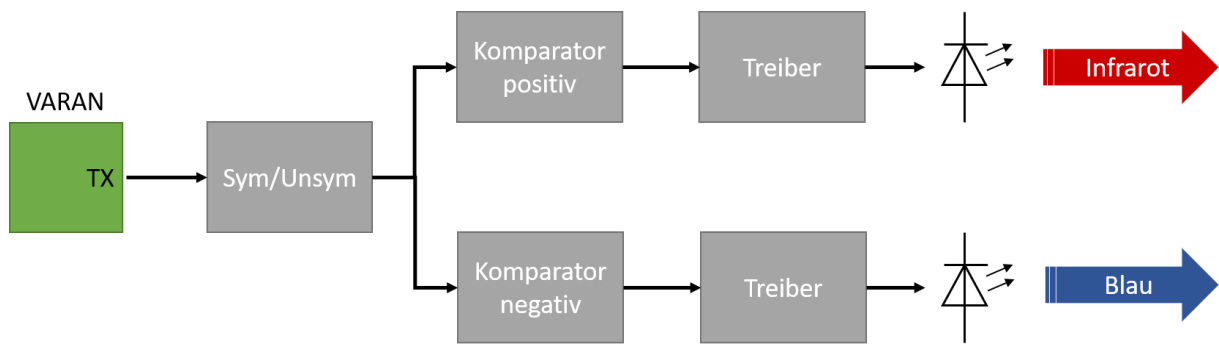 VARAN
TX
Sym/Unsym
Komparator
positiv
Treiber
Infrarot
Komparator
negativ
Treiber
Blau